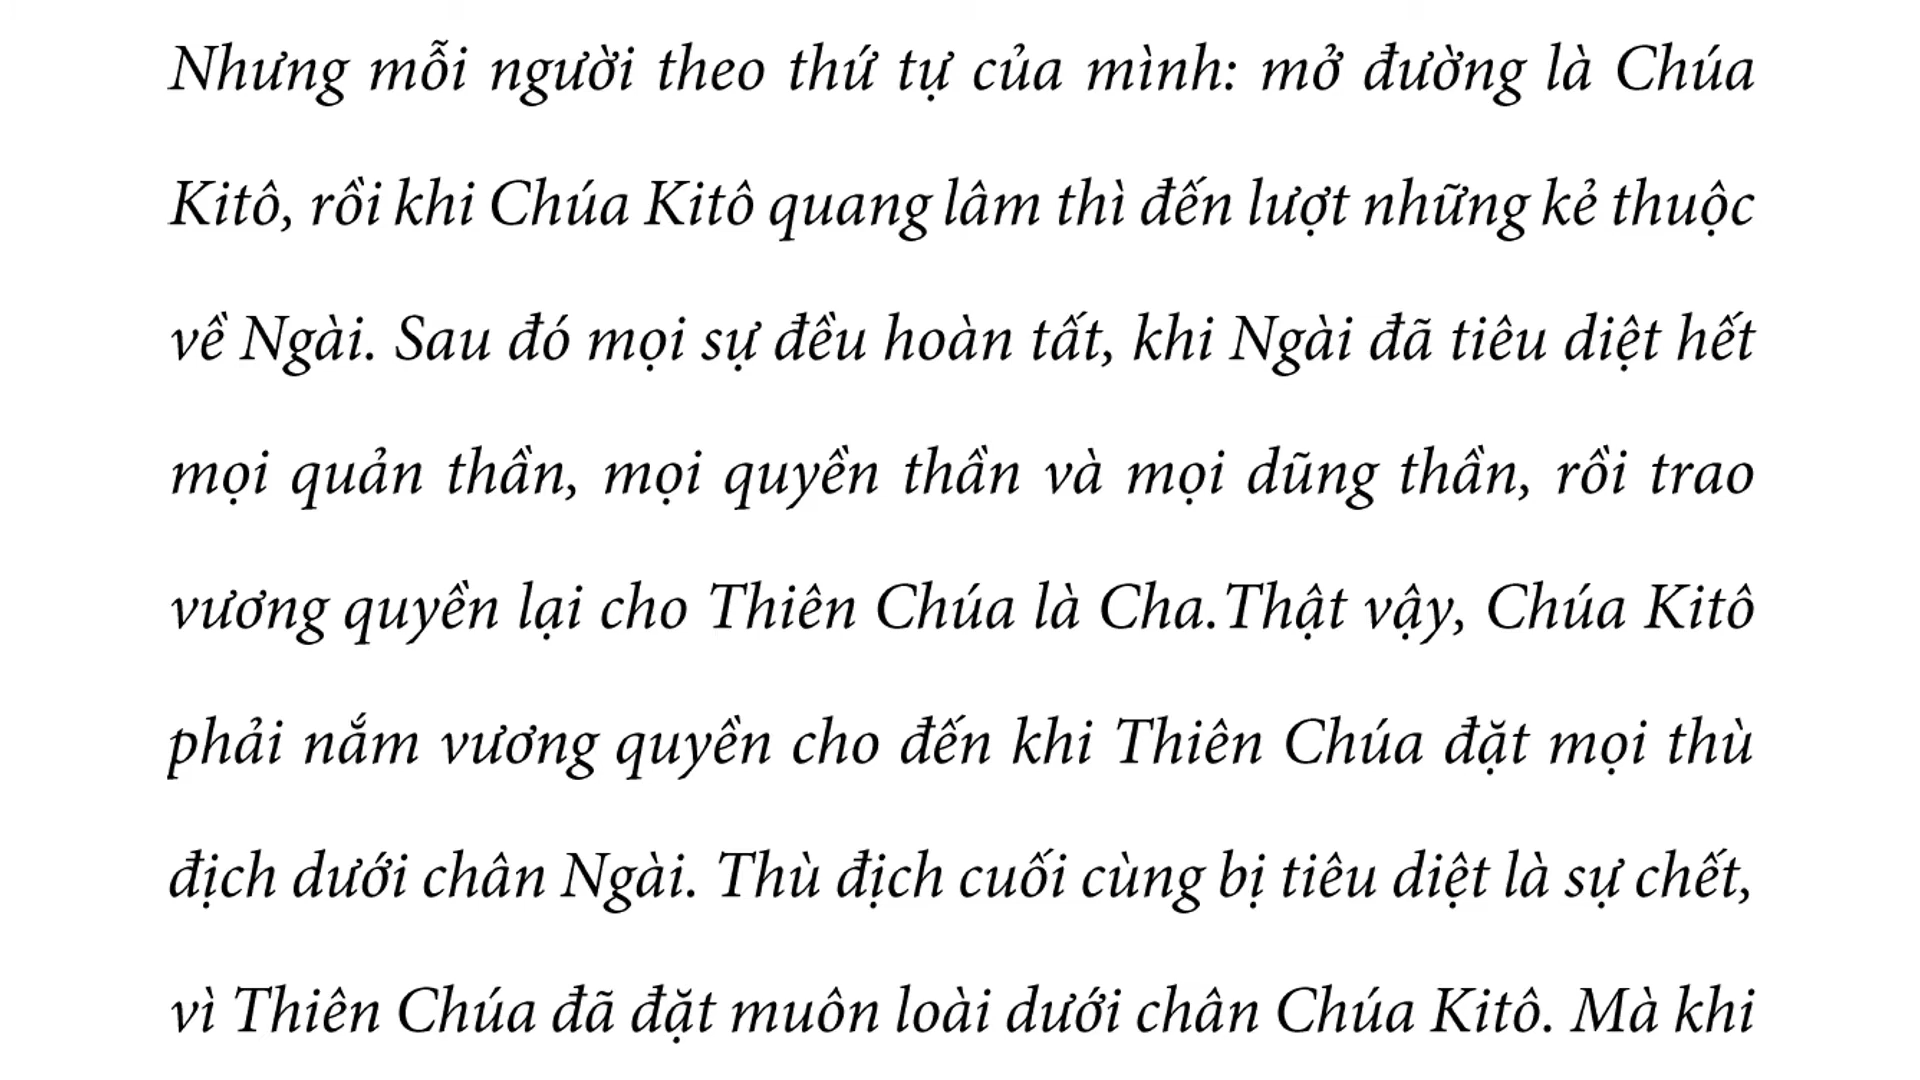 Nhưng mỗi người theo thứ tự của mình: mở đường là Chúa
Kitô, rồi khi Chúa Kitô quang lâm thì đến lượt những kẻ thuộc
về Ngài. Sau đó mọi sự đều hoàn tất, khi Ngài đã tiêu diệt hết
mọi quản thần, mọi quyền thần và mọi dũng thần, rồi trao
vương quyền lại cho Thiên Chúa là Cha.Thật vậy, Chúa Kitô
phải nắm vương quyền cho đến khi Thiên Chúa đặt mọi thù
địch dưới chân Ngài. Thù địch cuối cùng bị tiêu diệt là sự chết,
vì Thiên Chúa đã đặt muôn loài dưới chân Chúa Kitô. Mà khi